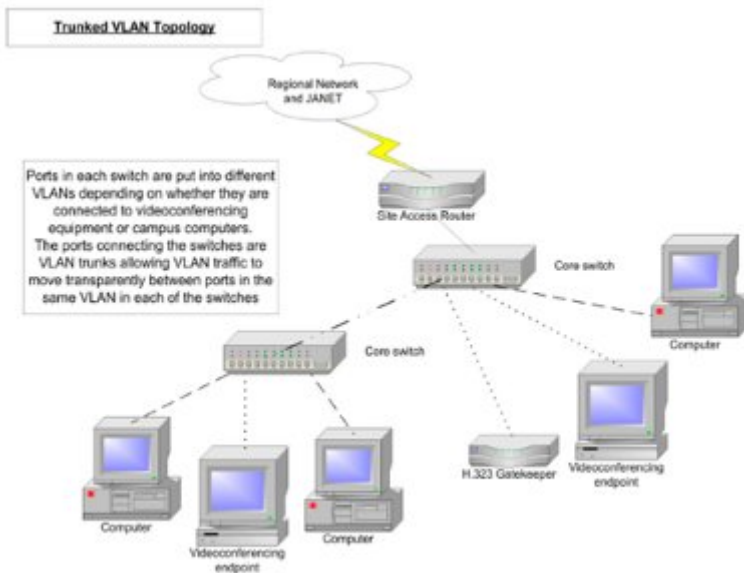 Trunked VLAN Topology
Regional Network
and JANET
Ports in each switch are put into different
VLANs depending on whether they are
connected to videoconferencing
equipment or campus computers.
The ports connecting the switches are
VLAN trunks allowing VLAN traffic to
move transparently between ports in the
same VLAN in each of the switches
Site Access Router
Core switch
Computer
Core switch
H.323 Gatekeeper
Videoconferencing
endpoint
Computer
Videoconferencing
endpoint
Computer